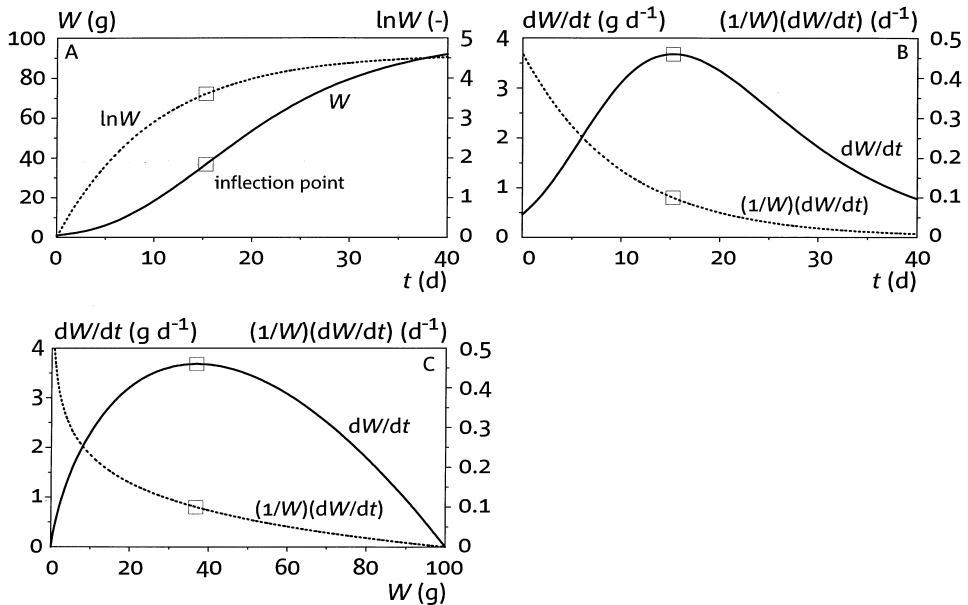 W (g) lnW (-)
100 A 5
80 4
60 lnW W 3
40 2
20 inflection point 1
0 0
0 10 20 30 40
t (d)
dW/dt (g d-1) (1/W)(dW/dt) (d-1)
4 B 0.5
3 0.4
0.3
2 dW/dt 0.2
1 (1/W)(dW/dt) 0.1
0 0
0 10 20 30 40
t (d)
dW/dt (g d-1) (1/W)(dW/dt) (d-1)
4 C 0.5
3 0.4
dW/dt
2 0.3
0.2
1 (1/W)(dW/dt) 0.1
0 0
0 20 40 60 80 100
W (g)